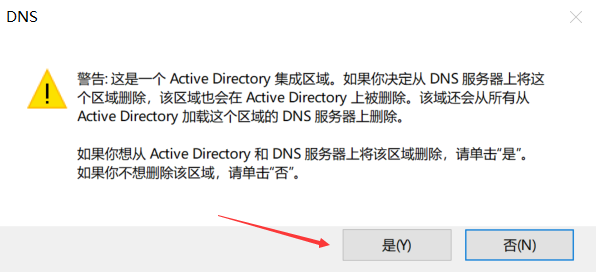 DNS
警告: 这是一个 Active Directory 集成区域。如果你决定从 DNS 服务器上将这
个区域删除，该区域也会在 Active Directory 上被删除。该域还会从所有从
Active Directory 加载这个区域的 DNS 服务器上删除。
如果你想从 Active Directory 和 DNS 服务器上将该区域删除，请单击“是”。
如果你不想删除该区域，请单击“否”。
是(Y)
否(N)